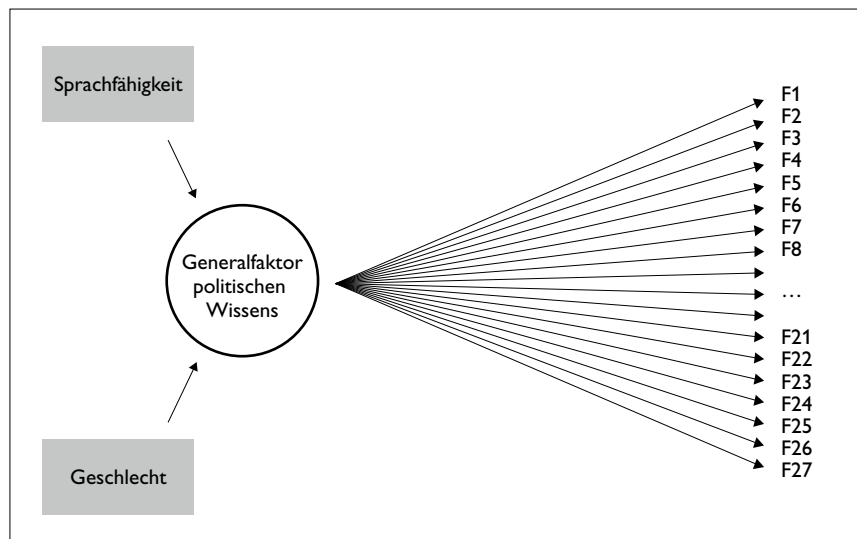 Sprachfähigkeit
Generalfaktor
politischen
Wissens
Geschlecht
F1
F2
F3
F4
F5
F6
F7
F8
...
F21
F22
F23
F24
F25
F26
F27